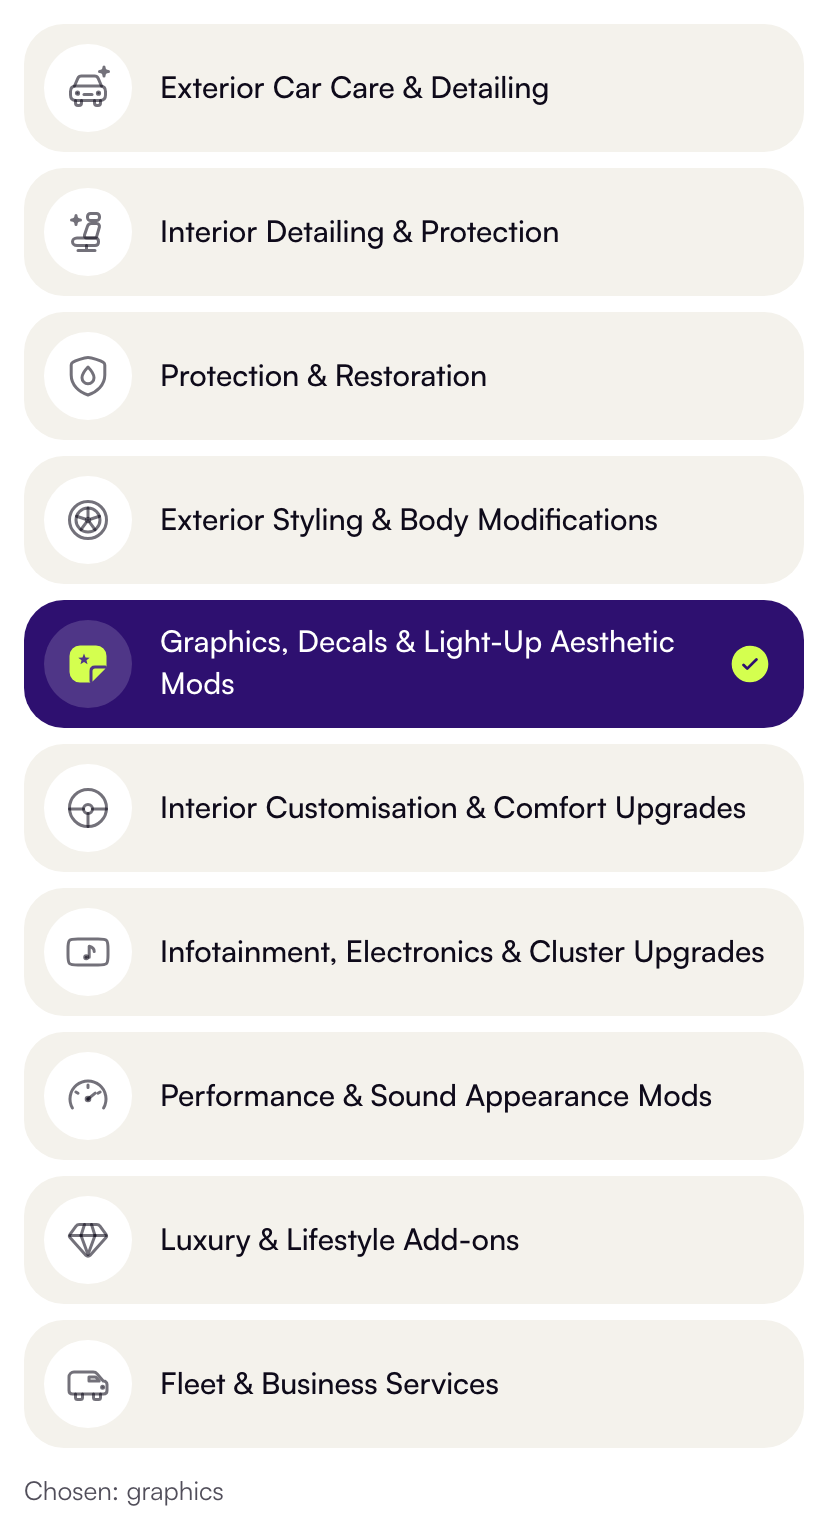 Exterior Car Care & Detailing
Interior Detailing & Protection
Protection & Restoration
Exterior Styling & Body Modifications
Graphics, Decals & Light-Up Aesthetic
Mods
Interior Customisation & Comfort Upgrades
Infotainment, Electronics & Cluster Upgrades
Performance & Sound Appearance Mods
Luxury & Lifestyle Add-ons
Fleet & Business Services
Chosen: graphics